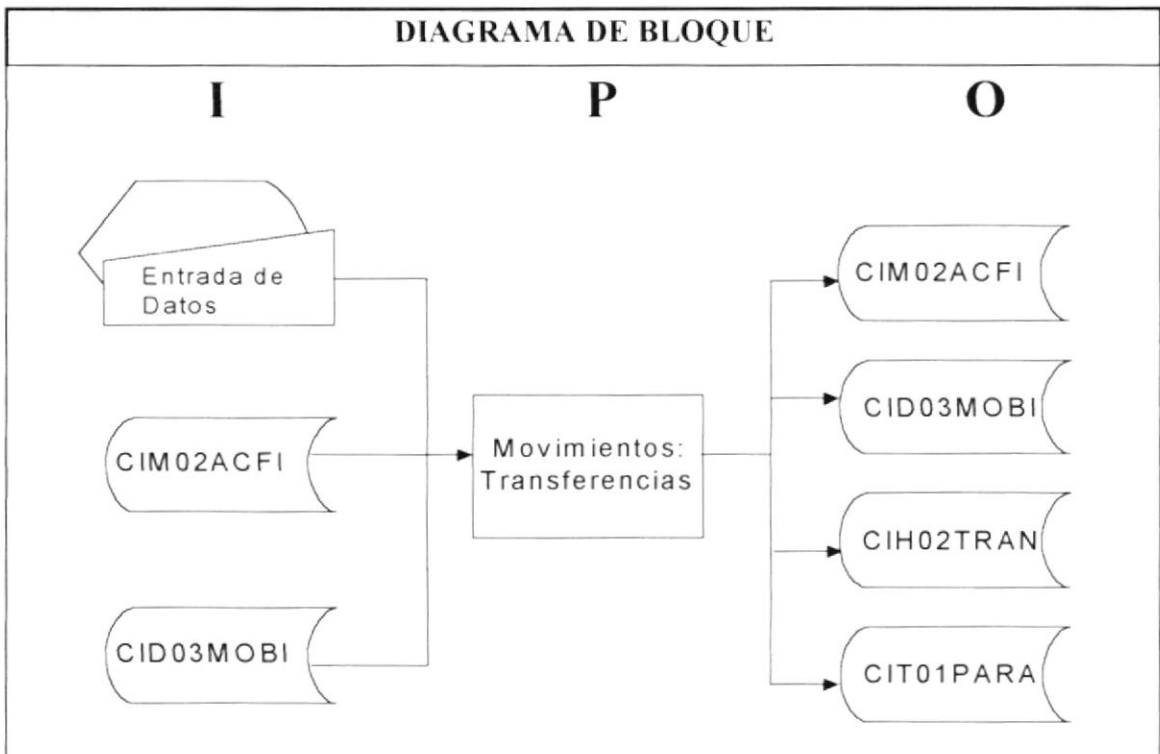 DIAGRAMA DE BLOQUE
I
P
O
Entrada de
Datos
CIM02ACFI
CID03MOBI
Movimientos:
Transferencias
CIM02ACFI
CID03MOBI
CIH02TRAN
CIT01PARA